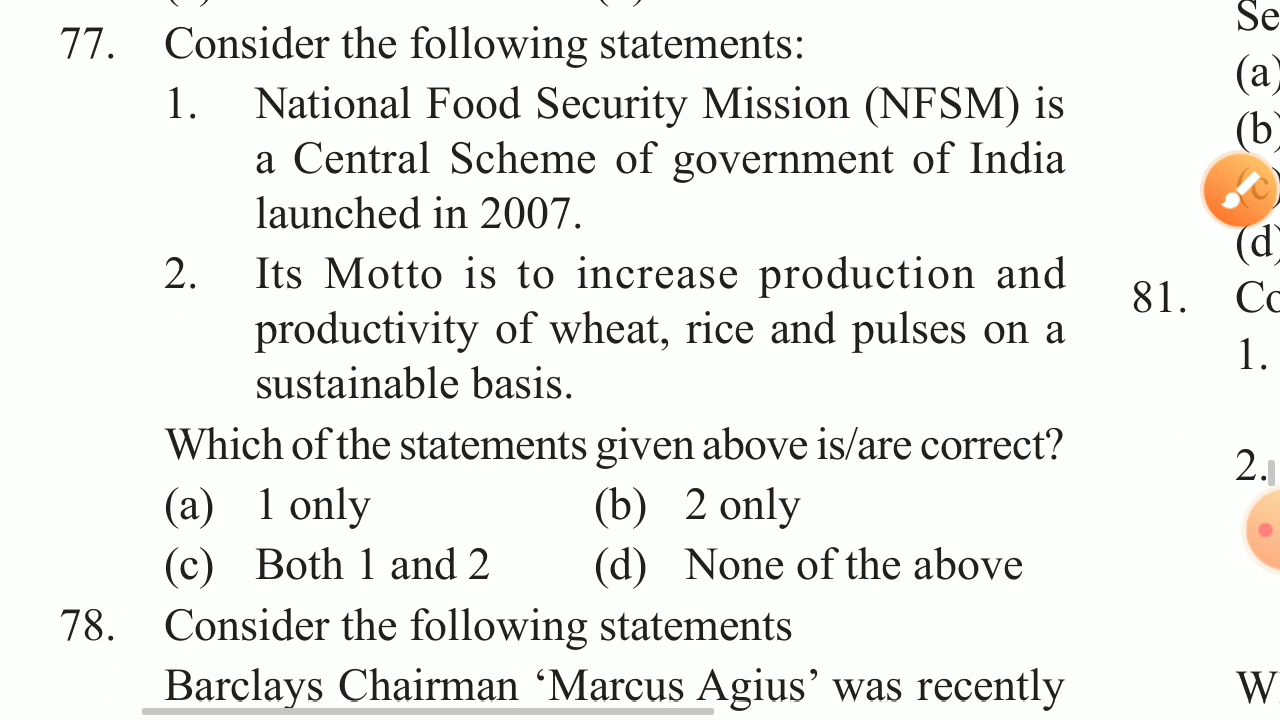 77. Consider the following statements:
1. National Food Security Mission (NFSM) is
a Central Scheme of government of India
launched in 2007.
2. Its Motto is to increase production and
productivity of wheat, rice and pulses on a
sustainable basis.
Which of the statements given above is/are correct?
(a) 1 only (b) 2 only
(c) Both 1 and 2 (d) None of the above
78. Consider the following statements
Barclays Chairman ‘Marcus Agius’ was recently
(a)
(b)
(c)
(d)
81.
1.
2.